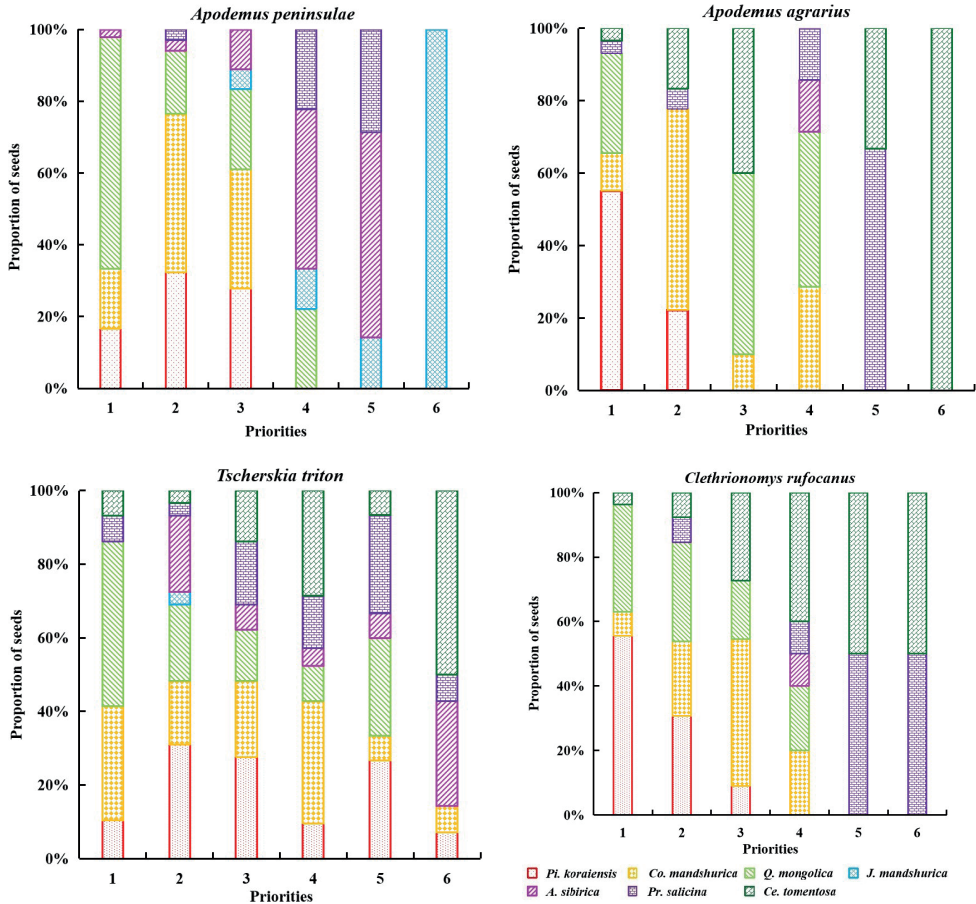 Apodemus peninsulae
Proportion of seeds
100%
80%
60%
40%
20%
0%
1 2 3 4 5 6
Priorities
Apodemus agrarius
Proportion of seeds
100%
80%
60%
40%
20%
0%
1 2 3 4 5 6
Priorities
Tscherskia triton
Proportion of seeds
100%
80%
60%
40%
20%
0%
1 2 3 4 5 6
Priorities
Clethrionomys rufocanus
Proportion of seeds
100%
80%
60%
40%
20%
0%
1 2 3 4 5 6
Priorities
Pi. koraiensis Co. mandshurica Q. mongolica J. mandshurica
A. sibirica Pr. salicina Ce. tomentosa